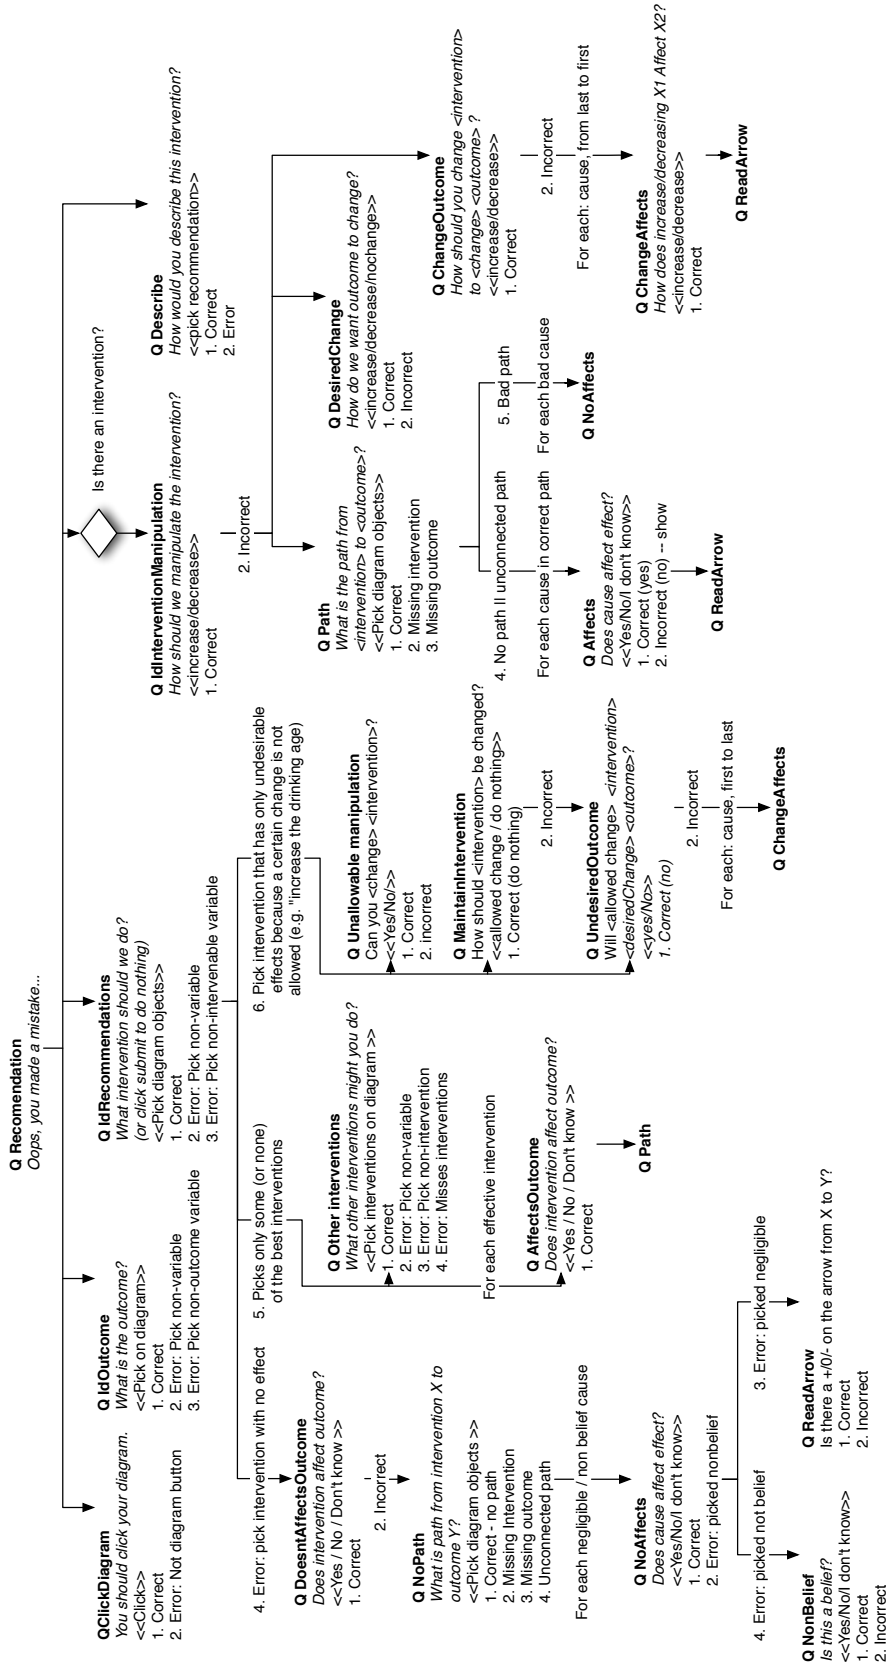 Q Recomendation
Oops, you made a mistake...
QClickDiagram
You should click your diagram.
<<Click>>
1. Correct
2. Error: Not diagram button
Q IdOutcome
What is the outcome?
<<Pick on diagram>>
1. Correct
2. Error: Pick non-variable
3. Error: Pick non-outcome variable
Q IdRecommendations
What intervention should we do?
(or click submit to do nothing)
<<Pick diagram objects>>
1. Correct
2. Error: Pick non-variable
3. Error: Pick non-intervenable variable
Is there an intervention?
Q IdInterventionManipulation
How should we manipulate the intervention?
<<increase/decrease>>
1. Correct
2. Incorrect
Q Describe
How would you describe this intervention?
<<pick recommendation>>
1. Correct
2. Error
4. Error: pick intervention with no effect
Q DoesntAffectsOutcome
Does intervention affect outcome?
<<Yes / No / Don't know >>
1. Correct
2. Incorrect
Q NoPath
What is path from intervention X to
outcome Y?
<<Pick diagram objects >>
1. Correct - no path
2. Missing Intervention
3. Missing outcome
4. Unconnected path
For each negligible / non belief cause
Q NoAffects
Does cause affect effect?
<<Yes/No/I don't know>>
1. Correct
2. Error: picked nonbelief
4. Error: picked not belief
Q NonBelief
Is this a belief?
<<Yes/No/I don't know>>
1. Correct
2. Incorrect
3. Error: picked negligible
Q ReadArrow
Is there a +/0/- on the arrow from X to Y?
1. Correct
2. Incorrect
5. Picks only some (or none)
of the best interventions
Q Other interventions
What other interventions might you do?
<<Pick interventions on diagram >>
1. Correct
2. Error: Pick non-variable
3. Error: Pick non-intervention
4. Error: Misses interventions
For each effective intervention
Q AffectsOutcome
Does intervention affect outcome?
<<Yes / No / Don't know >>
1. Correct
Q Path
6. Pick intervention that has only undesirable
effects because a certain change is not
allowed (e.g. "increase the drinking age)
Q Unallowable manipulation
Can you <change> <intervention>?
<<Yes/No/>>
1. Correct
2. incorrect
Q MaintainIntervention
How should <intervention> be changed?
<<allowed change / do nothing>>
1. Correct (do nothing)
2. Incorrect
Q UndesiredOutcome
Will <allowed change> <intervention>
<desiredChange> <outcome>?
<<yes/No>>
1. Correct (no)
2. Incorrect
For each: cause, first to last
Q ChangeAffects
Q Path
What is the path from
<intervention> to <outcome>?
<<Pick diagram objects>>
1. Correct
2. Missing intervention
3. Missing outcome
4. No path II unconnected path
For each cause in correct path
Q Affects
Does cause affect effect?
<<Yes/No/I don't know>>
1. Correct (yes)
2. Incorrect (no) -- show
Q ReadArrow
5. Bad path
For each bad cause
Q NoAffects
Q DesiredChange
How do we want outcome to change?
<<increase/decrease/nochange>>
1. Correct
2. Incorrect
Q ChangeOutcome
How should you change <intervention>
to <change> <outcome> ?
<<increase/decrease>>
1. Correct
2. Incorrect
For each: cause, from last to first
Q ChangeAffects
How does increase/decreasing X1 Affect X2?
<<increase/decrease>>
1. Correct
Q ReadArrow